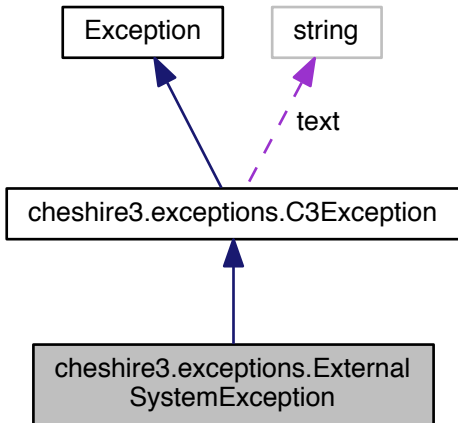 Exception
string
text
cheshire3.exceptions.C3Exception
cheshire3.exceptions.External
SystemException